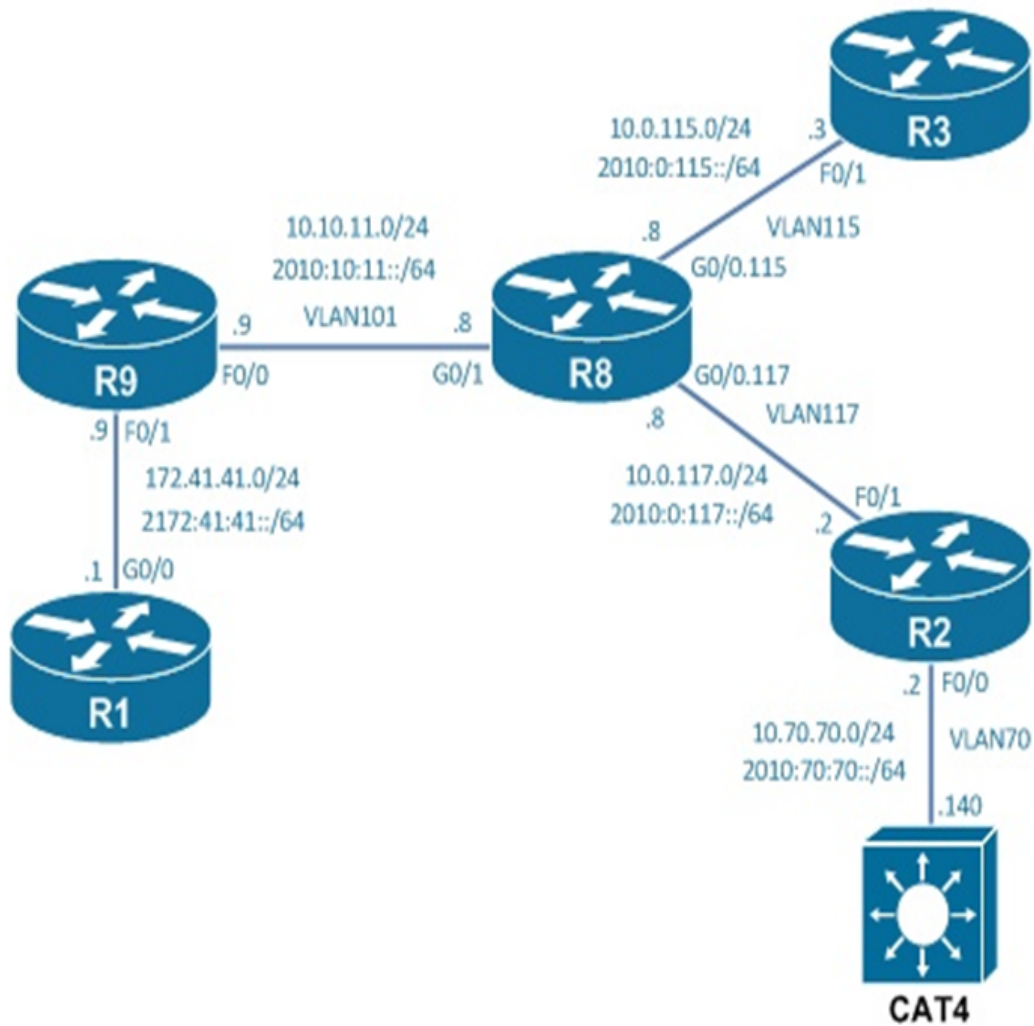 R3
10.0.115.0/24
.3
2010:0:115::/64
F0/1
10.10.11.0/24
.8
VLAN115
2010:10:11::/64
G0/0.115
VLAN101
.9
.8
R9
F0/0
G0/1
R8
G0/0.117
VLAN117
.8
.9
F0/1
172.41.41.0/24
2172:41:41::/64
10.0.117.0/24
2010:0:117::/64
F0/1
.2
.1
G0/0
R2
R1
.2
F0/0
10.70.70.0/24
VLAN70
2010:70:70::/64
.140
CAT4